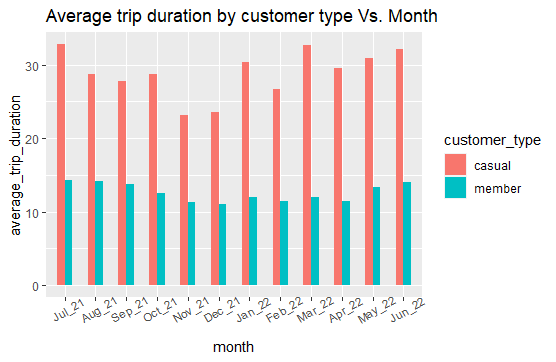 Average trip duration by customer type Vs. Month
average_trip_duration
30
20
10
0
Jul_21
Aug_21
Sep_21
Oct_21
Nov_21
Dec_21
Jan_22
Feb_22
Mar_22
Apr_22
May_22
Jun_22
month
customer_type
casual
member